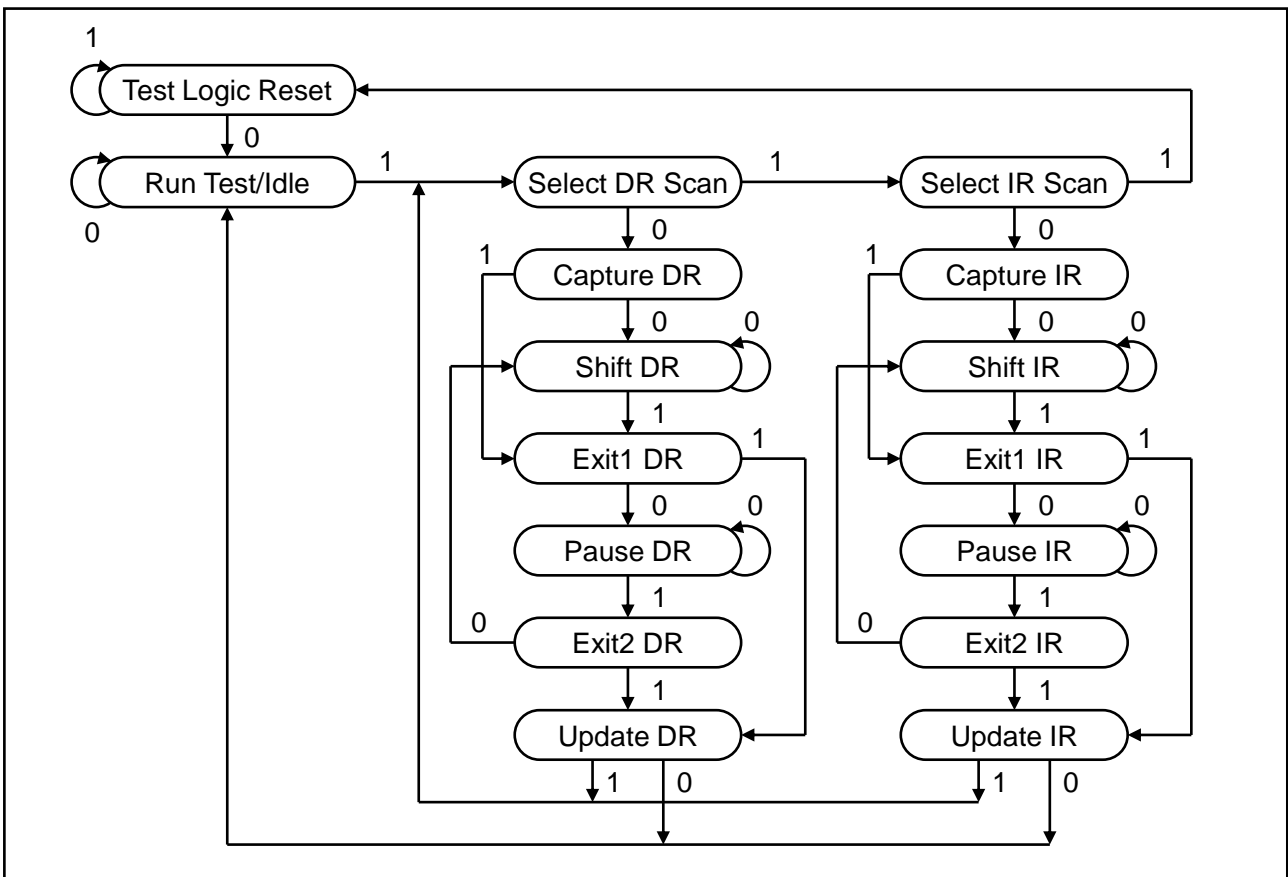 1
Test Logic Reset
0
Run Test/Idle
1
Select DR Scan
1
Select IR Scan
1
0
0
0
1
Capture DR
1
Capture IR
0
0
0
0
Shift DR
Shift IR
1
1
Exit1 DR
1
Exit1 IR
1
0
0
0
0
Pause DR
Pause IR
1
1
0
Exit2 DR
0
Exit2 IR
1
1
Update DR
Update IR
1
0
1
0